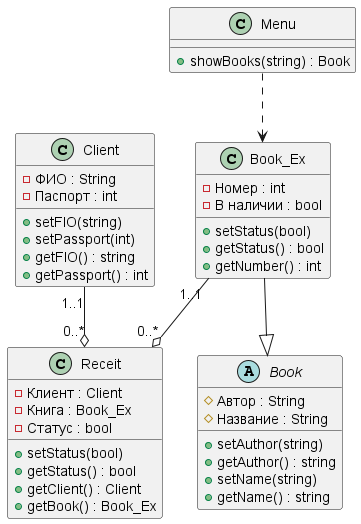 C Menu
showBooks(string) : Book
C Client
ФИО : String
Паспорт : int
setFIO(string)
setPassport(int)
getFIO() : string
getPassport() : int
C Book_Ex
Номер : int
В наличии : bool
setStatus(bool)
getStatus() : bool
getNumber() : int
1..1
1..1
0..*
0..*
C Receit
Клиент : Client
Книга : Book_Ex
Статус : bool
setStatus(bool)
getStatus() : bool
getClient() : Client
getBook() : Book_Ex
A Book
Автор : String
Название : String
setAuthor(string)
getAuthor() : string
setName(string)
getName() : string